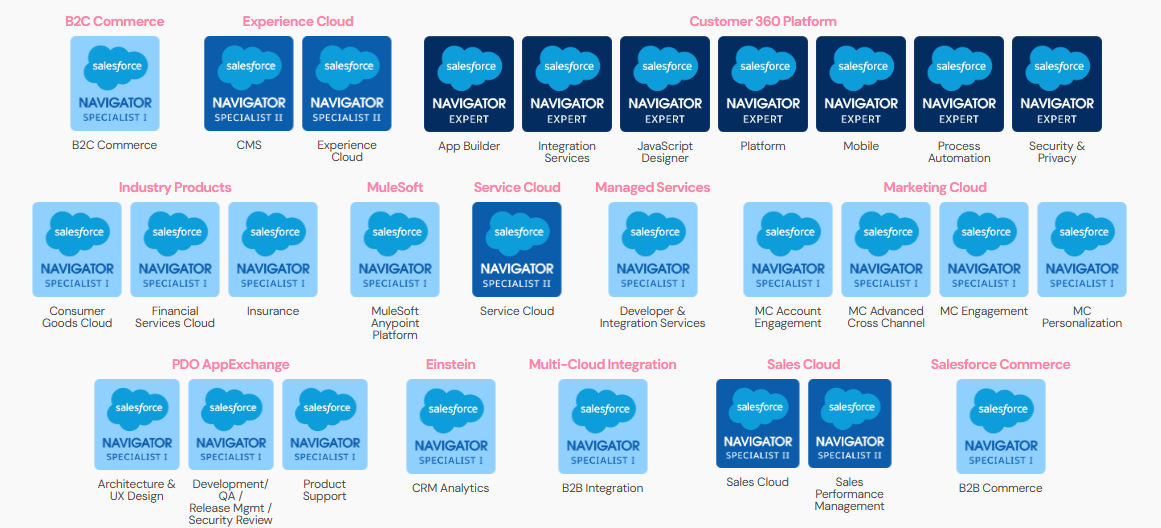 B2C Commerce
salesforce
NAVIGATOR
SPECIALIST I
B2C Commerce
Experience Cloud
salesforce
NAVIGATOR
SPECIALIST II
CMS
salesforce
NAVIGATOR
SPECIALIST II
Experience
Cloud
Customer 360 Platform
salesforce
NAVIGATOR
EXPERT
App Builder
salesforce
NAVIGATOR
EXPERT
Integration
Services
salesforce
NAVIGATOR
EXPERT
JavaScript
Designer
salesforce
NAVIGATOR
EXPERT
Platform
salesforce
NAVIGATOR
EXPERT
Mobile
salesforce
NAVIGATOR
EXPERT
Process
Automation
salesforce
NAVIGATOR
EXPERT
Security &
Privacy
Industry Products
salesforce
NAVIGATOR
SPECIALIST I
Consumer
Goods Cloud
salesforce
NAVIGATOR
SPECIALIST I
Financial
Services Cloud
salesforce
NAVIGATOR
SPECIALIST I
Insurance
MuleSoft
salesforce
NAVIGATOR
SPECIALIST I
MuleSoft
Anypoint
Platform
Service Cloud
salesforce
NAVIGATOR
SPECIALIST II
Service Cloud
Managed Services
salesforce
NAVIGATOR
SPECIALIST I
Developer &
Integration Services
Marketing Cloud
salesforce
NAVIGATOR
SPECIALIST I
MC Account
Engagement
salesforce
NAVIGATOR
SPECIALIST I
MC Advanced
Cross Channel
salesforce
NAVIGATOR
SPECIALIST I
MC Engagement
salesforce
NAVIGATOR
SPECIALIST I
MC
Personalization
PDO AppExchange
salesforce
NAVIGATOR
SPECIALIST I
Architecture &
UX Design
salesforce
NAVIGATOR
SPECIALIST I
Development/
QA /
Release Mgmt /
Security Review
salesforce
NAVIGATOR
SPECIALIST I
Product
Support
Einstein
salesforce
NAVIGATOR
SPECIALIST I
CRM Analytics
Multi-Cloud Integration
salesforce
NAVIGATOR
SPECIALIST I
B2B Integration
Sales Cloud
salesforce
NAVIGATOR
SPECIALIST II
Sales Cloud
salesforce
NAVIGATOR
SPECIALIST II
Sales
Performance
Management
Salesforce Commerce
salesforce
NAVIGATOR
SPECIALIST I
B2B Commerce